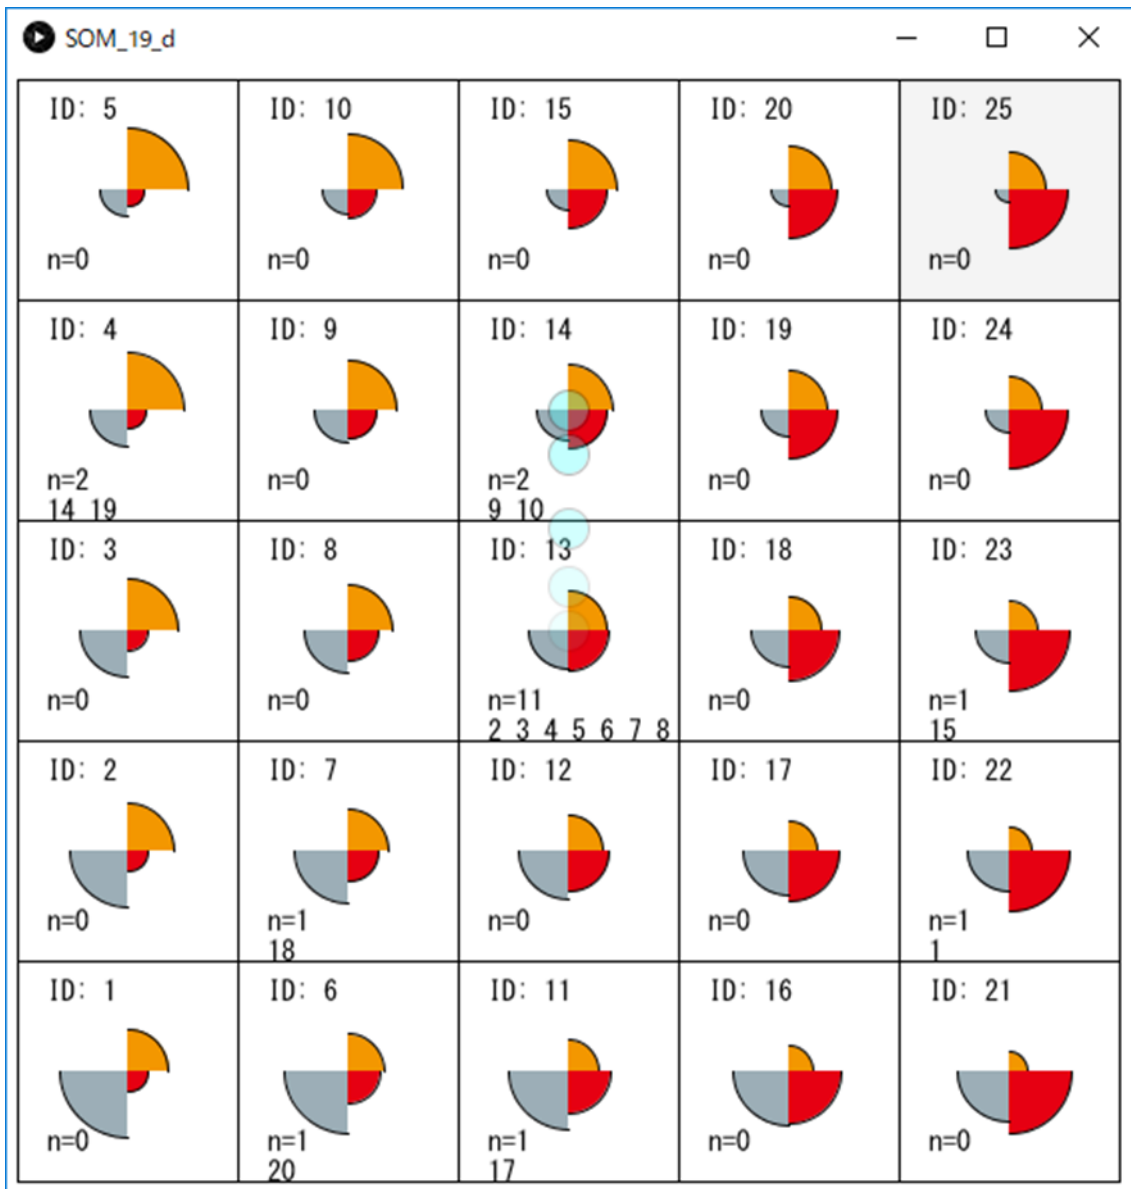 SOM_19_d
ID: 5
n=0
ID: 10
n=0
ID: 15
n=0
ID: 20
n=0
ID: 25
n=0
ID: 4
n=2
14 19
ID: 9
n=0
ID: 14
n=2
9 10
ID: 19
n=0
ID: 24
n=0
ID: 3
n=0
ID: 8
n=0
ID: 13
n=11
2 3 4 5 6 7 8
ID: 18
n=0
ID: 23
n=1
15
ID: 2
n=0
ID: 7
n=1
18
ID: 12
n=0
ID: 17
n=0
ID: 22
n=1
1
ID: 1
n=0
ID: 6
n=1
20
ID: 11
n=1
17
ID: 16
n=0
ID: 21
n=0